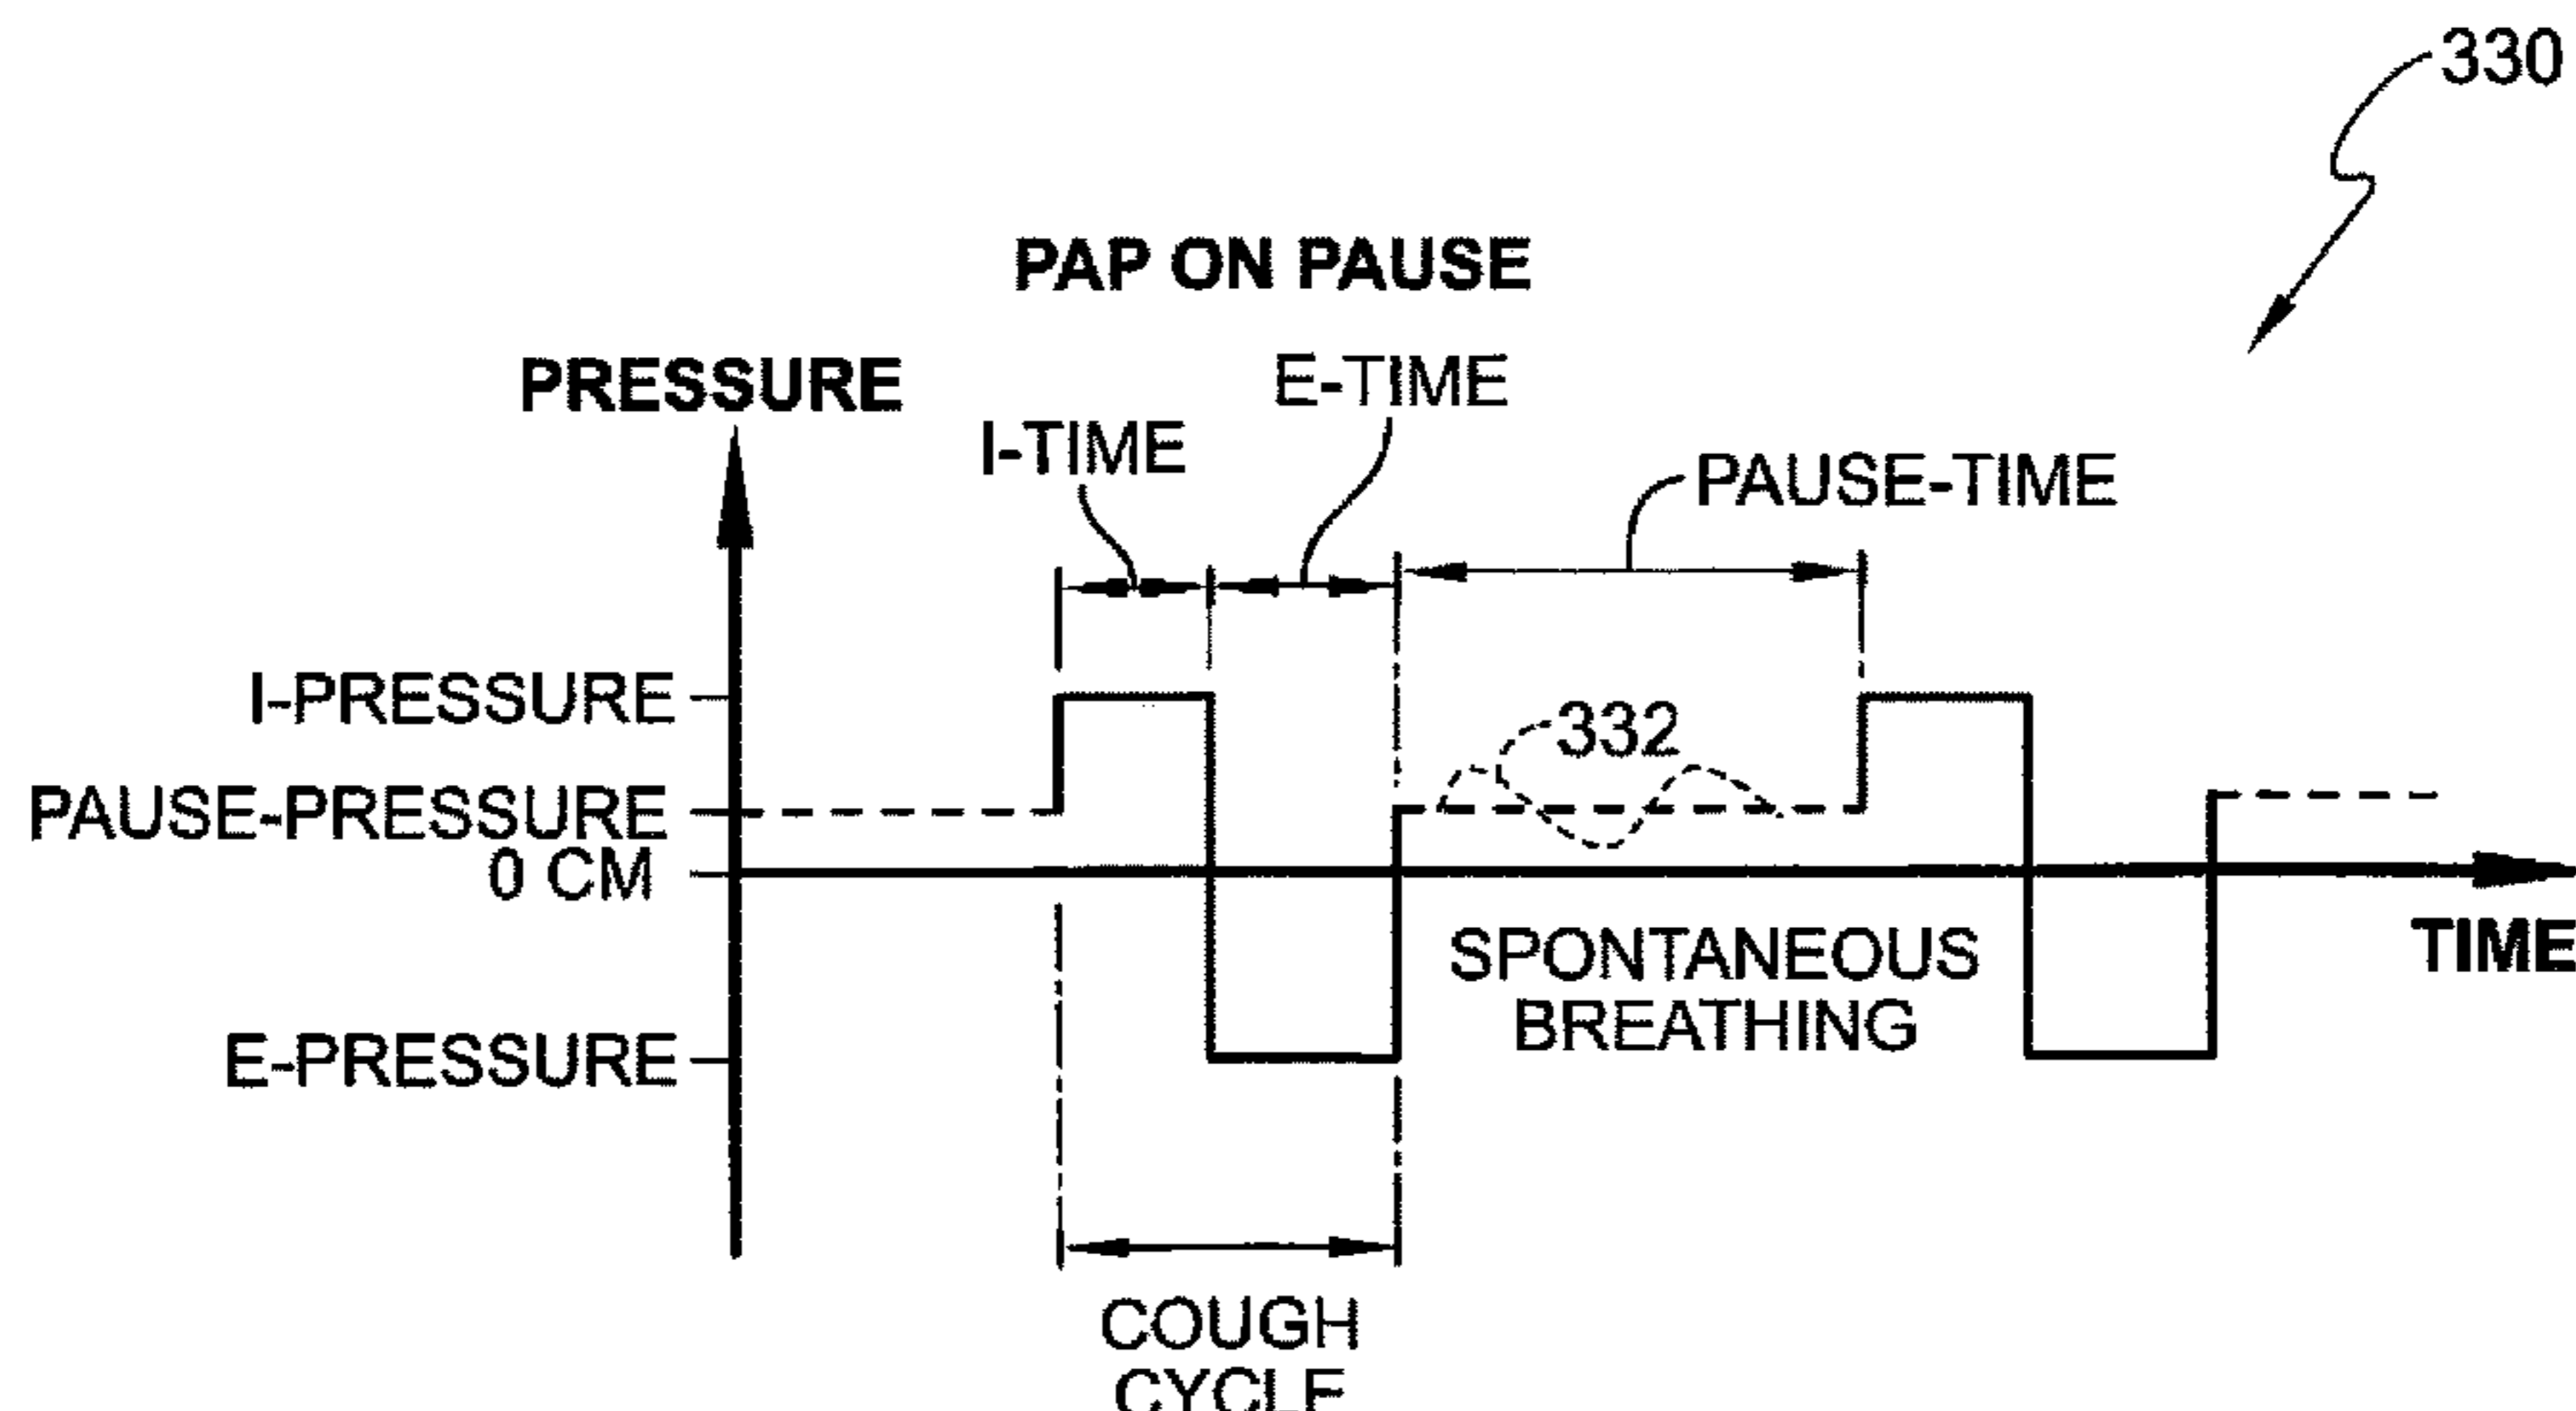 330
PAP ON PAUSE
PRESSURE
E-TIME
I-TIME
PAUSE-TIME
I-PRESSURE
332
PAUSE-PRESSURE
0 CM
SPONTANEOUS
BREATHING
TIME
E-PRESSURE
COUGH
CYCLE